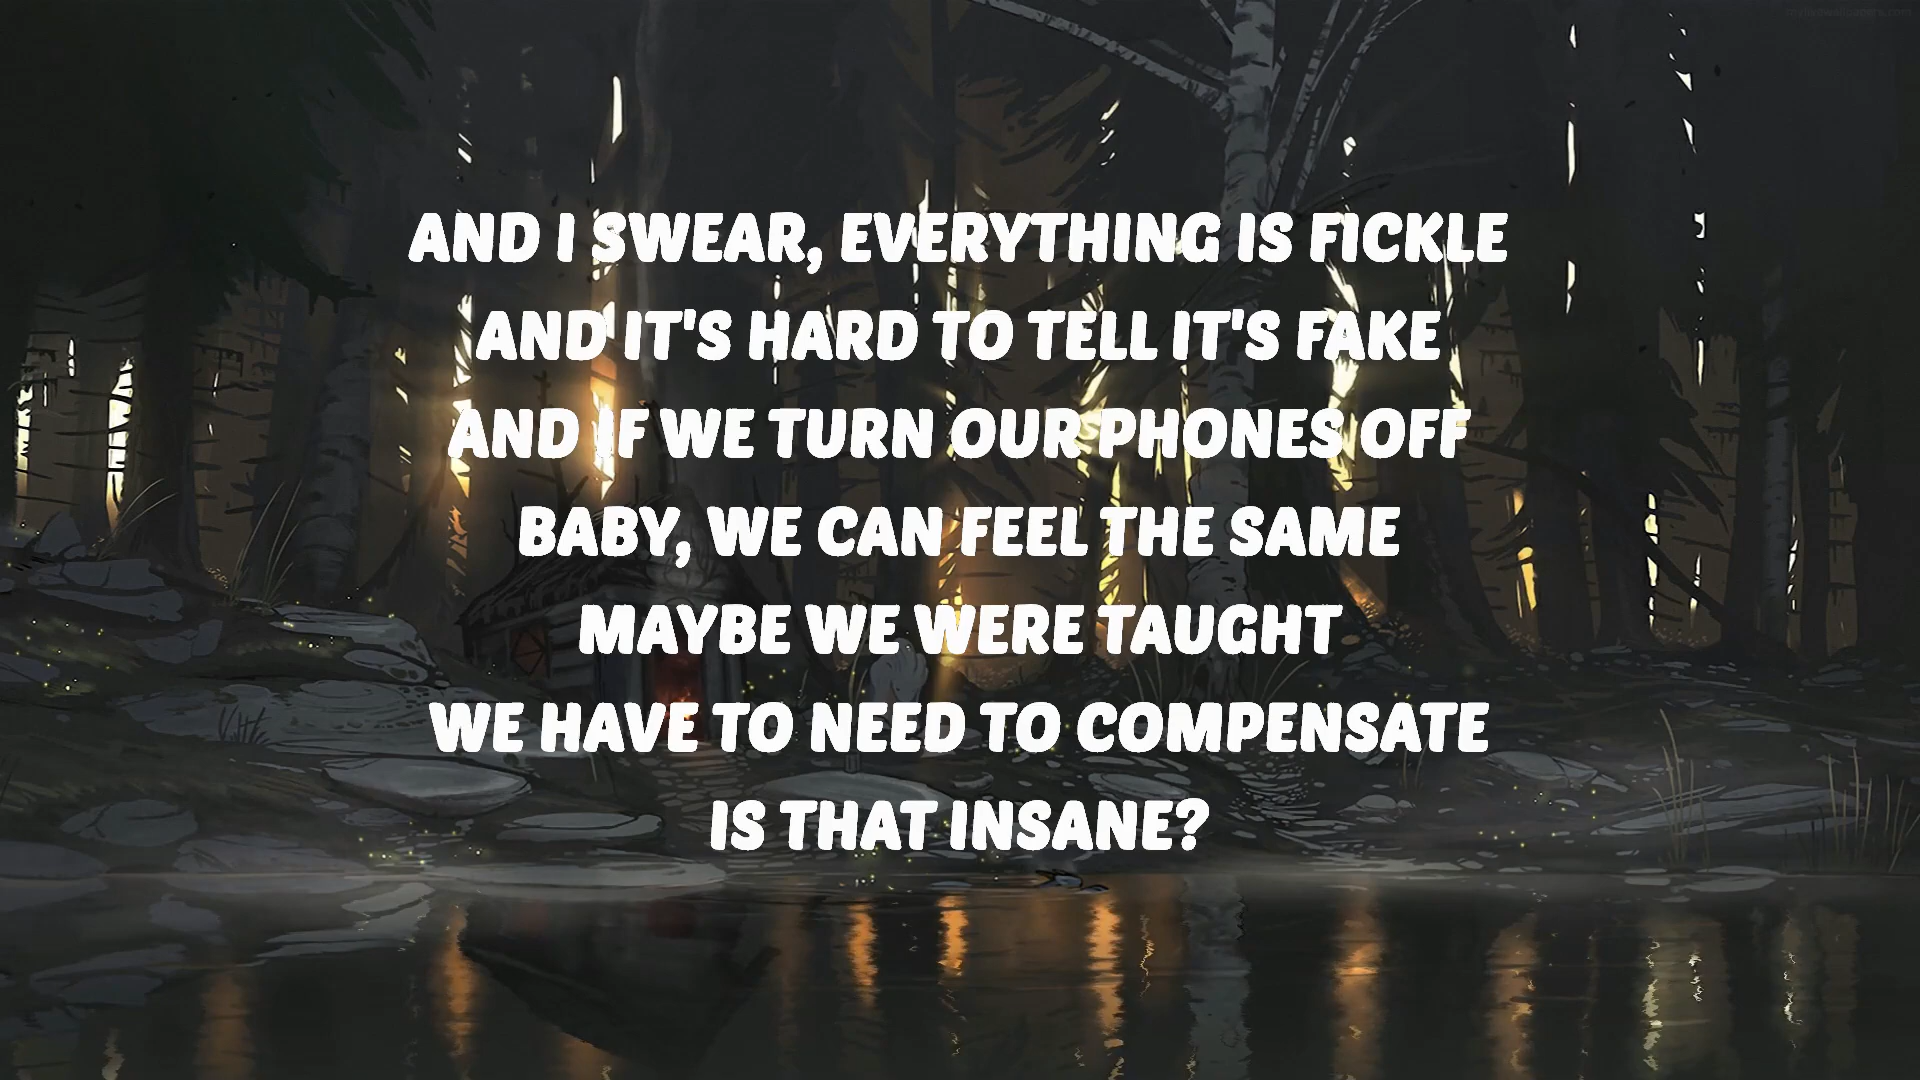 AND I SWEAR, EVERYTHING IS FICKLE
AND IT'S HARD TO TELL IT'S FAKE
AND IF WE TURN OUR PHONES OFF
BABY, WE CAN FEEL THE SAME
MAYBE WE WERE TAUGHT
WE HAVE TO NEED TO COMPENSATE
IS THAT INSANE?